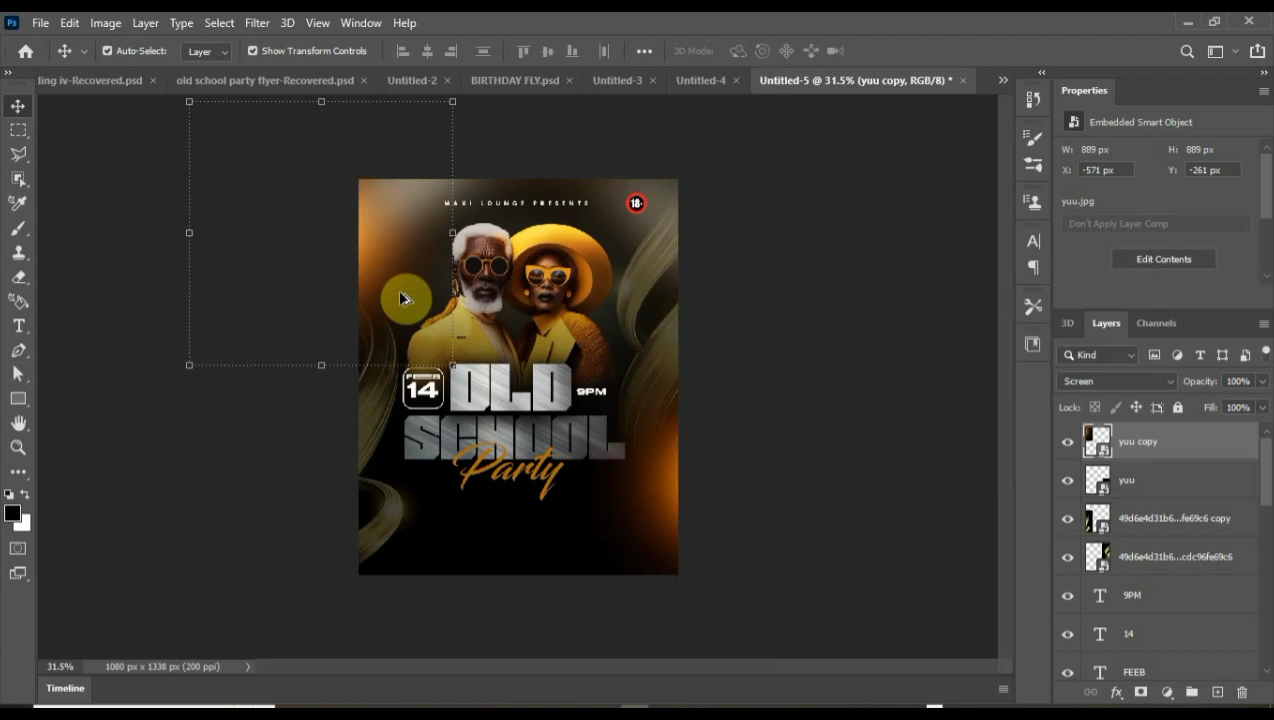 Ps File Edit Image Layer Type Select Filter 3D View Window Help
Auto-Select: Layer Show Transform Controls 3D Mode:
ding iv-Recovered.psd × old school party flyer-Recovered.psd × Untitled-2 × BIRTHDAY FLY.psd × Untitled-3 × Untitled-4 × Untitled-5 @ 31.5% (yuu copy, RGB/8) * ×
Properties
Embedded Smart Object
W: 889 px H: 889 px
X: -571 px Y: -261 px
yuu.jpg
Don't Apply Layer Comp
Edit Contents
3D Layers Channels
Kind
Screen Opacity: 100%
Lock: Fill: 100%
yuu copy
yuu
49d6e4d31b6...fe69c6 copy
49d6e4d31b6...cdc96fe69c6
9PM
14
FEEB
PRESENTS
LOUNGE
18+
14
OLD
9PM
SCHOOL
Party
31.5% 1080 px x 1338 px (200 ppi)
Timeline